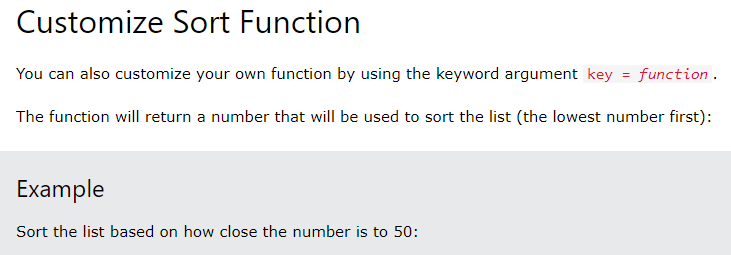 Customize Sort Function
You can also customize your own function by using the keyword argument key = function.
The function will return a number that will be used to sort the list (the lowest number first):
Example
Sort the list based on how close the number is to 50: